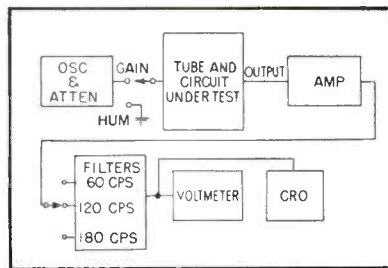 OSC
&
ATTEN
GAIN
HUM
TUBE AND
CIRCUIT
UNDER TEST
OUTPUT
AMP
FILTERS
60 CPS
120 CPS
180 CPS
VOLTMETER
CRO